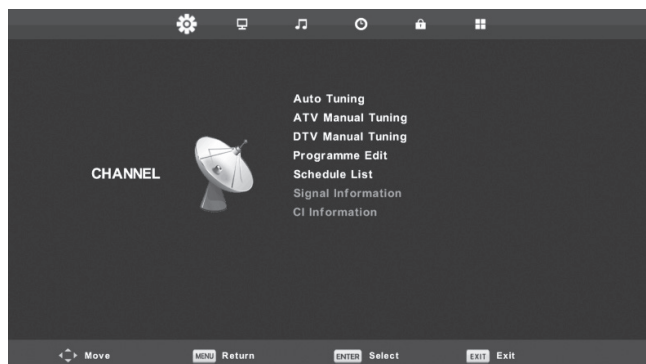 Auto Tuning
ATV Manual Tuning
DTV Manual Tuning
Programme Edit
CHANNEL
Schedule List
Signal Information
CI Information
Move
MENU Return
ENTER Select
EXIT Exit